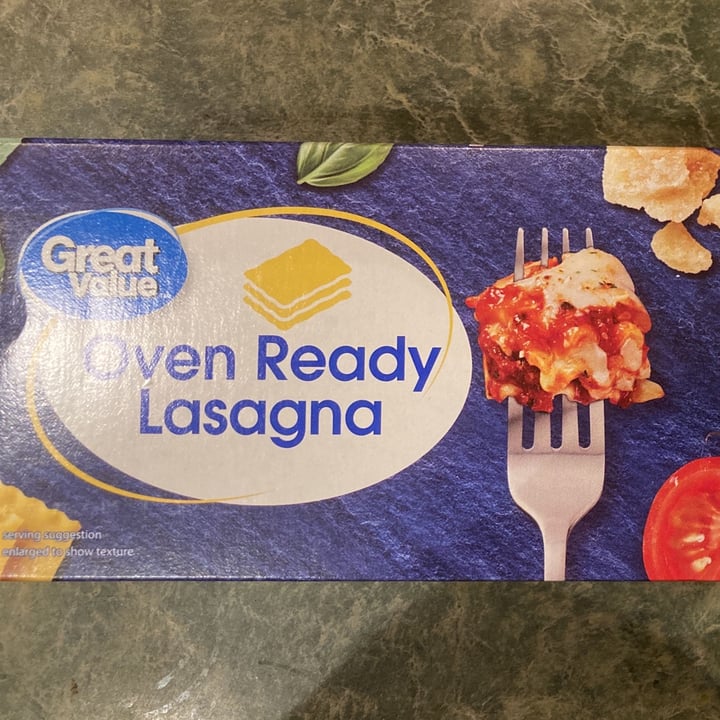 Great
Value
Oven Ready
Lasagna
serving suggestion
enlarged to show texture